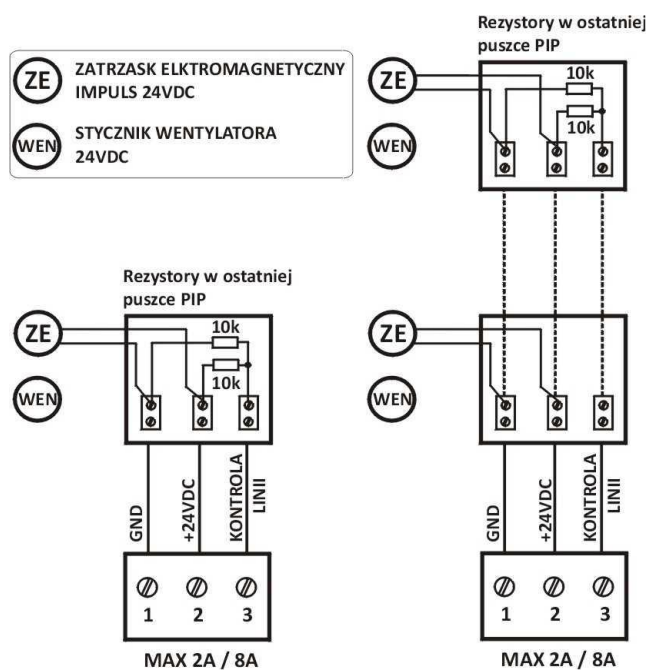 ZE
ZATRZASK ELKTROMAGNETYCZNY
IMPULS 24VDC
WEN
STYCZNIK WENTYLATORA
24VDC
Rezystory w ostatniej
puszce PIP
ZE
10k
10k
WEN
Rezystory w ostatniej
puszce PIP
ZE
10k
10k
WEN
GND
+24VDC
KONTROLA
LINII
1 2 3
MAX 2A / 8A
ZE
WEN
GND
+24VDC
KONTROLA
LINII
1 2 3
MAX 2A / 8A